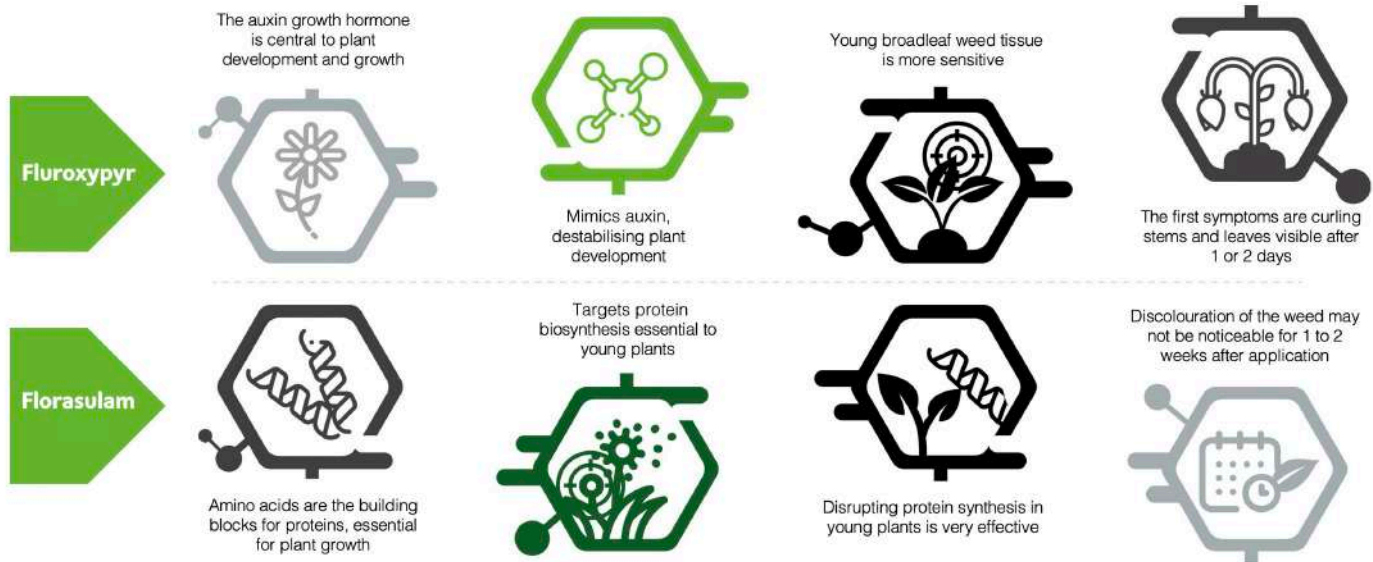 Fluroxypyr
The auxin growth hormone
is central to plant
development and growth
Mimics auxin,
destabilising plant
development
Young broadleaf weed tissue
is more sensitive
The first symptoms are curling
stems and leaves visible after
1 or 2 days
Florasulam
Amino acids are the building
blocks for proteins, essential
for plant growth
Targets protein
biosynthesis essential to
young plants
Disrupting protein synthesis in
young plants is very effective
Discolouration of the weed may
not be noticeable for 1 to 2
weeks after application